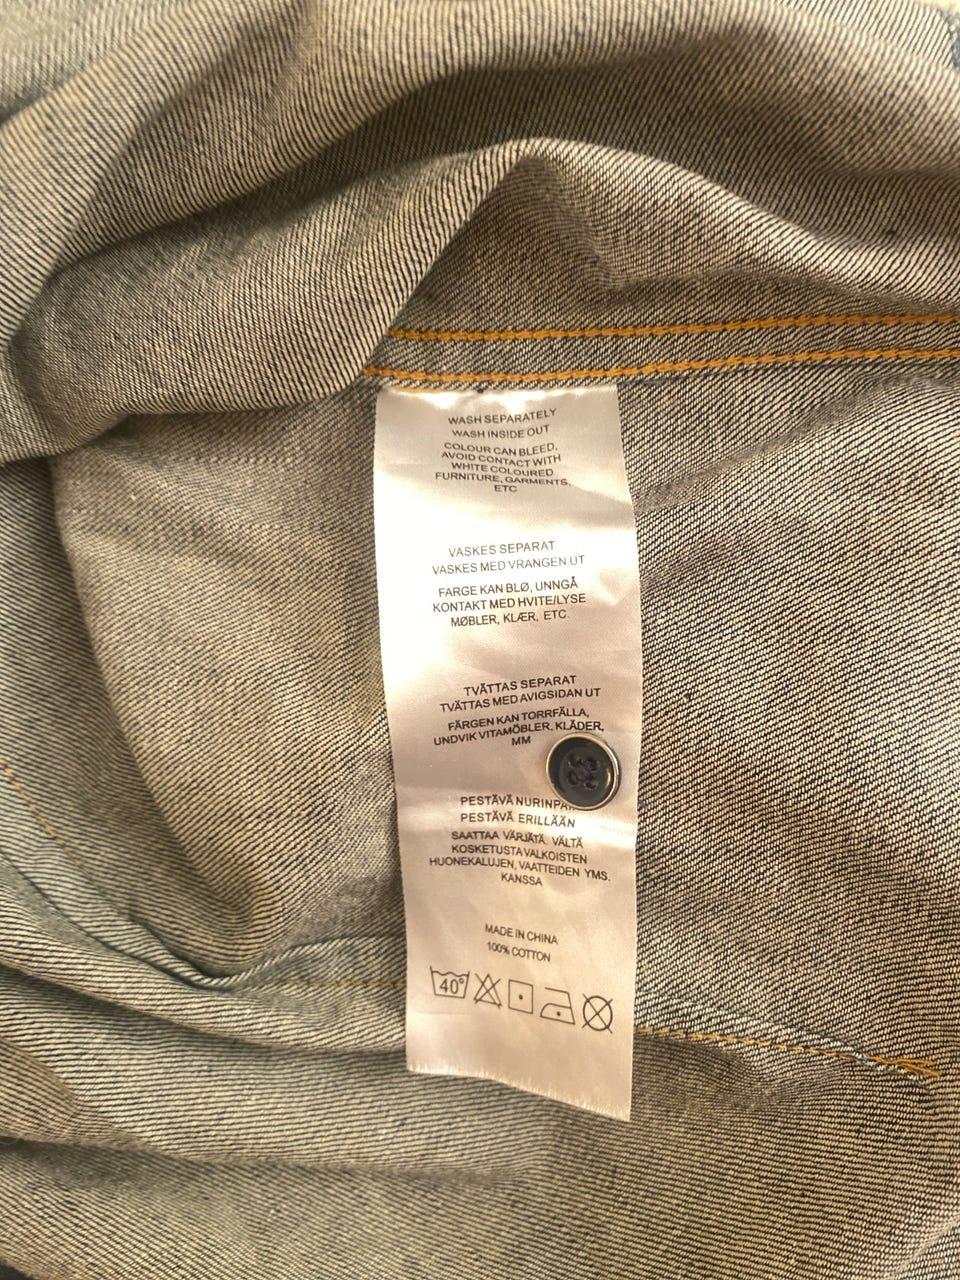 WASH SEPARATELY
WASH INSIDE OUT
COLOUR CAN BLEED,
AVOID CONTACT WITH
WHITE COLOURED
FURNITURE, GARMENTS,
ETC
VASKES SEPARAT
VASKES MED VRANGEN UT
FARGE KAN BLØ, UNNGÅ
KONTAKT MED HVITE/LYSE
MØBLER, KLÆR, ETC.
TVÄTTAS SEPARAT
TVÄTTAS MED AVIGSIDAN UT
FÄRGEN KAN TORRFÄLLA,
UNDVIK VITAMÖBLER, KLÄDER,
MM
PESTÄVÄ
PESTÄVÄ ERILLÄÄN
SAATTAA VÄRJÄTÄ. VÄLTÄ
KOSKETUSTA VALKOISTEN
HUONEKALUJEN, VAATTEIDEN YMS.
KANSSA
MADE IN CHINA
100% COTTON
40°